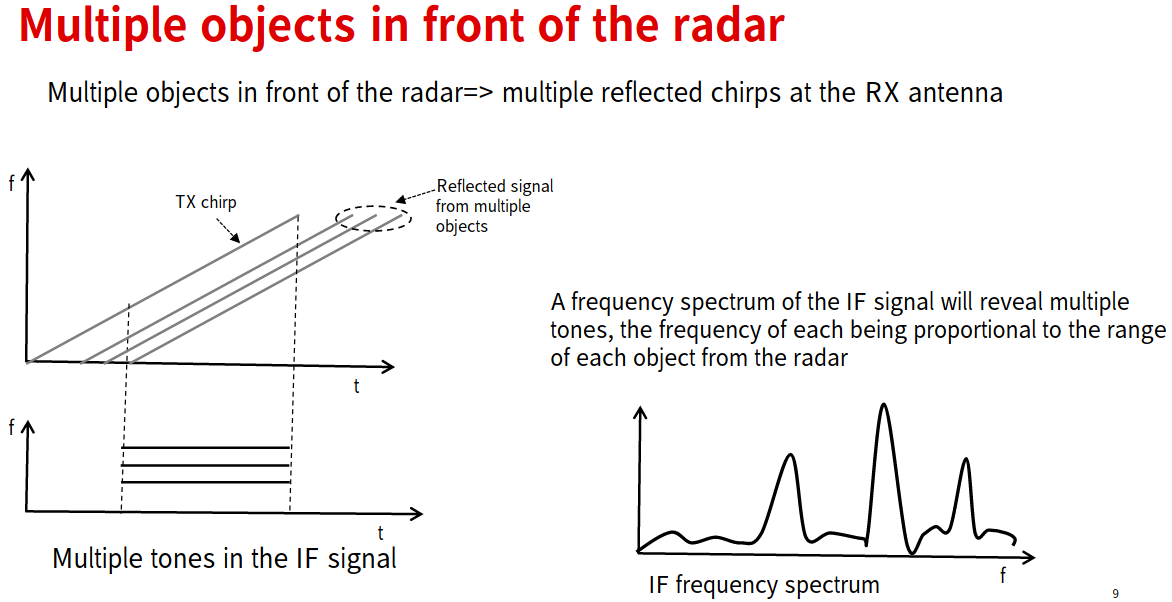 Multiple objects in front of the radar
Multiple objects in front of the radar=> multiple reflected chirps at the RX antenna
f
TX chirp
Reflected signal
from multiple
objects
t
f
t
Multiple tones in the IF signal
A frequency spectrum of the IF signal will reveal multiple
tones, the frequency of each being proportional to the range
of each object from the radar
f
IF frequency spectrum
9